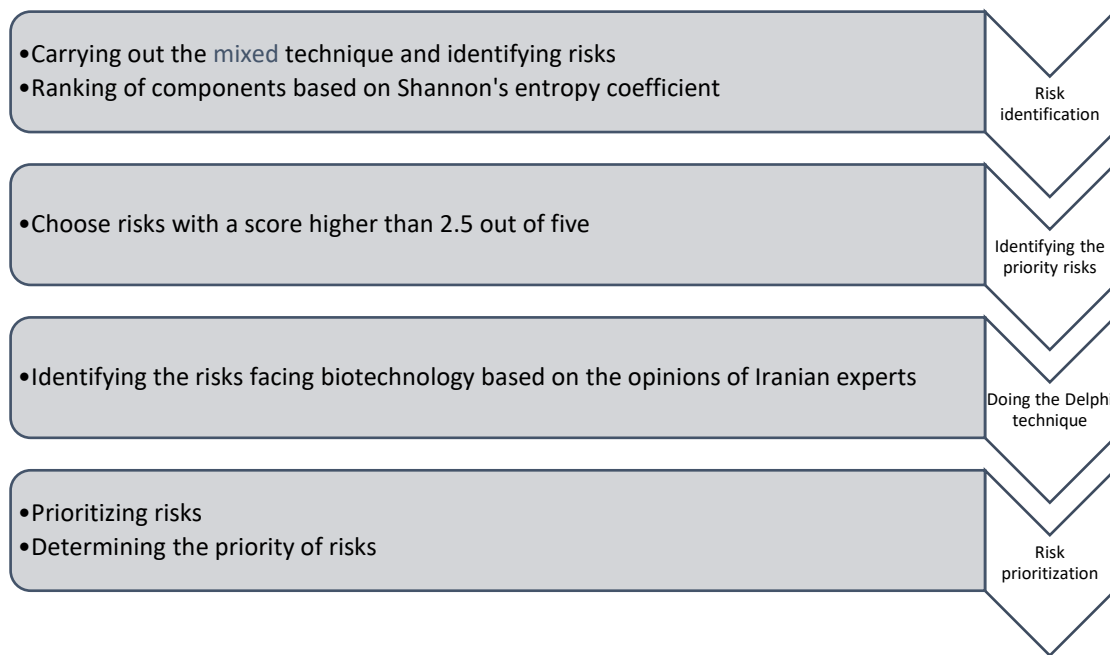 •Carrying out the mixed technique and identifying risks
•Ranking of components based on Shannon's entropy coefficient
Risk
identification
•Choose risks with a score higher than 2.5 out of five
Identifying the
priority risks
•Identifying the risks facing biotechnology based on the opinions of Iranian experts
Doing the Delphi
technique
•Prioritizing risks
•Determining the priority of risks
Risk
prioritization